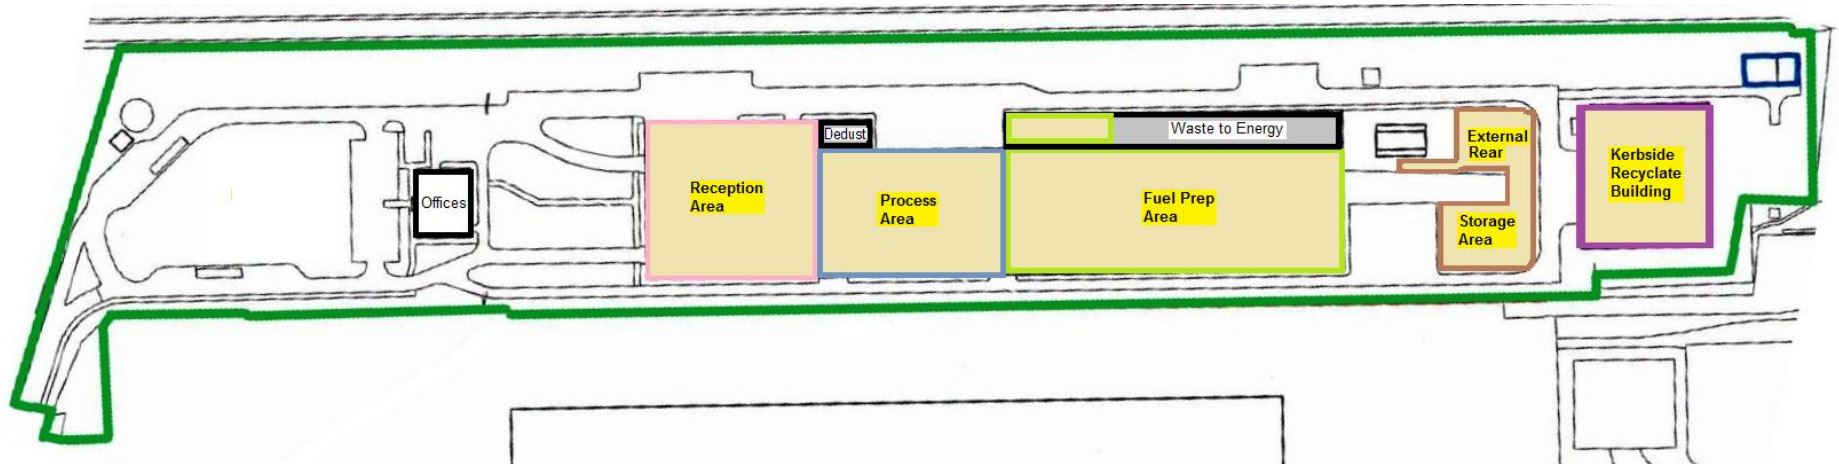 Dedust
Waste to Energy
External
Rear
Kerbside
Recyclate
Building
Reception
Area
Offices
Process
Area
Fuel Prep
Area
Storage
Area